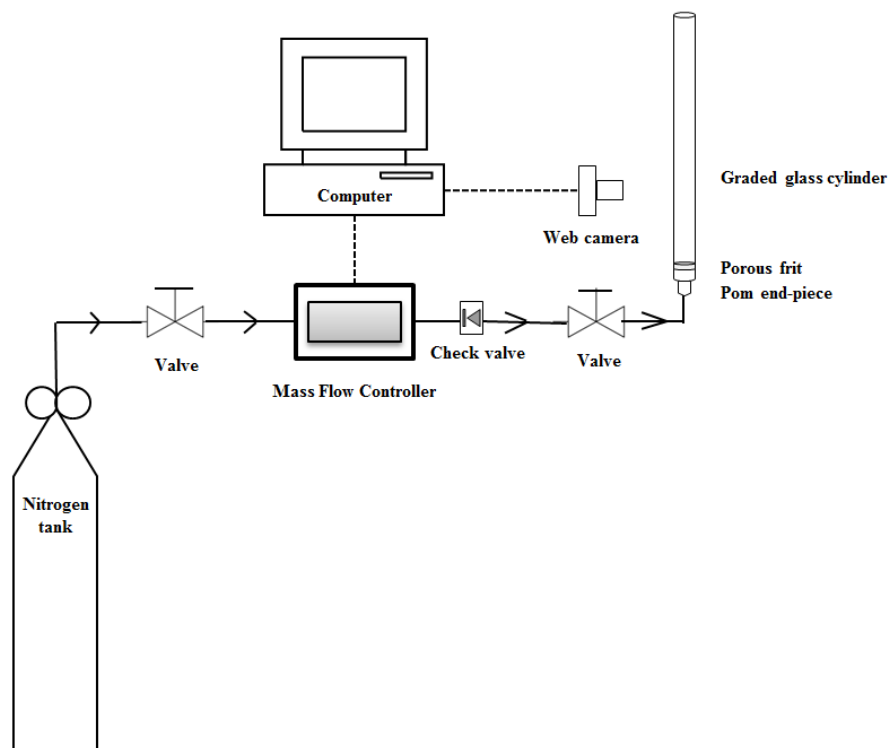 Computer
Graded glass cylinder
Web camera
Porous frit
Pom end-piece
Valve
Check valve
Valve
Mass Flow Controller
Nitrogen
tank